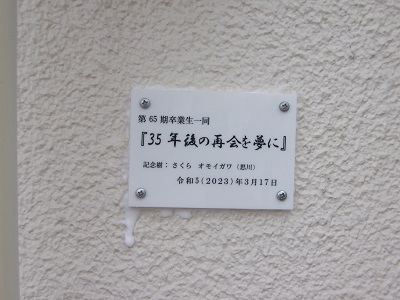 第65期卒業生一同
『35年後の再会を夢に』
記念樹：さくら オモイガワ（思川）
令和5(2023)年3月17日